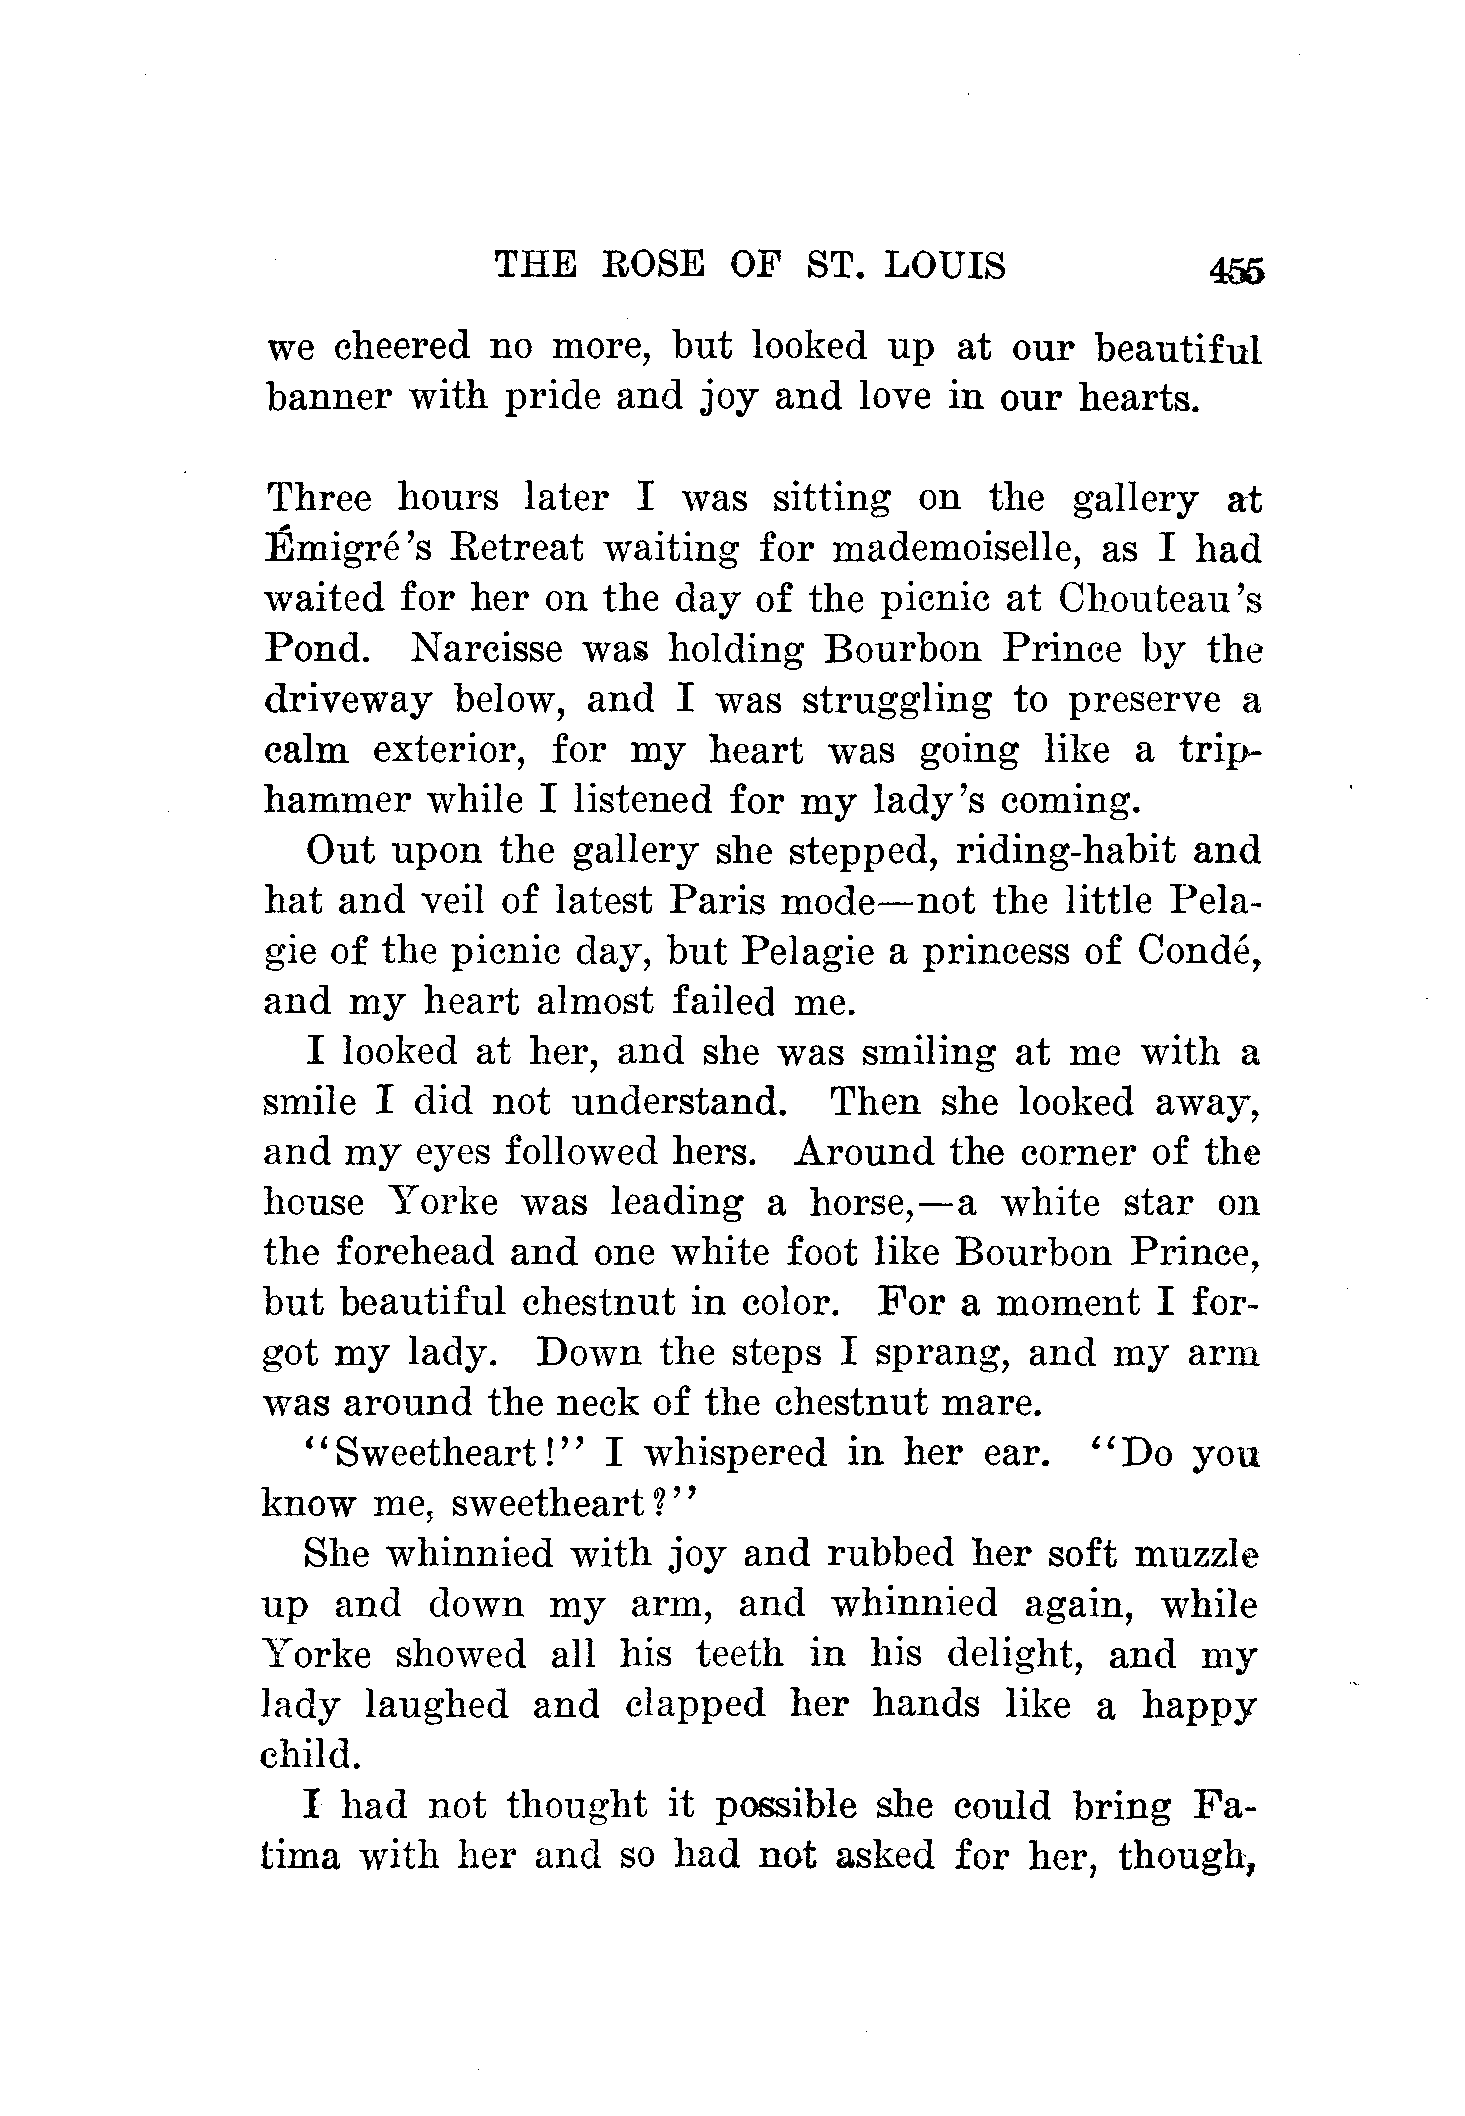 THE ROSE OF ST. LOUIS 455
we cheered no more, but looked up at our beautiful
banner with pride and joy and love in our hearts.
Three hours later I was sitting on the gallery at
Émigré's Retreat waiting for mademoiselle, as I had
waited for her on the day of the picnic at Chouteau's
Pond. Narcisse was holding Bourbon Prince by the
driveway below, and I was struggling to preserve a
calm exterior, for my heart was going like a trip-
hammer while I listened for my lady's coming.
Out upon the gallery she stepped, riding-habit and
hat and veil of latest Paris mode—not the little Pela-
gie of the picnic day, but Pelagie a princess of Condé,
and my heart almost failed me.
I looked at her, and she was smiling at me with a
smile I did not understand. Then she looked away,
and my eyes followed hers. Around the corner of the
house Yorke was leading a horse,—a white star on
the forehead and one white foot like Bourbon Prince,
but beautiful chestnut in color. For a moment I for-
got my lady. Down the steps I sprang, and my arm
was around the neck of the chestnut mare.
"Sweetheart!" I whispered in her ear. "Do you
know me, sweetheart?"
She whinnied with joy and rubbed her soft muzzle
up and down my arm, and whinnied again, while
Yorke showed all his teeth in his delight, and my
lady laughed and clapped her hands like a happy
child.
I had not thought it possible she could bring Fa-
tima with her and so had not asked for her, though,